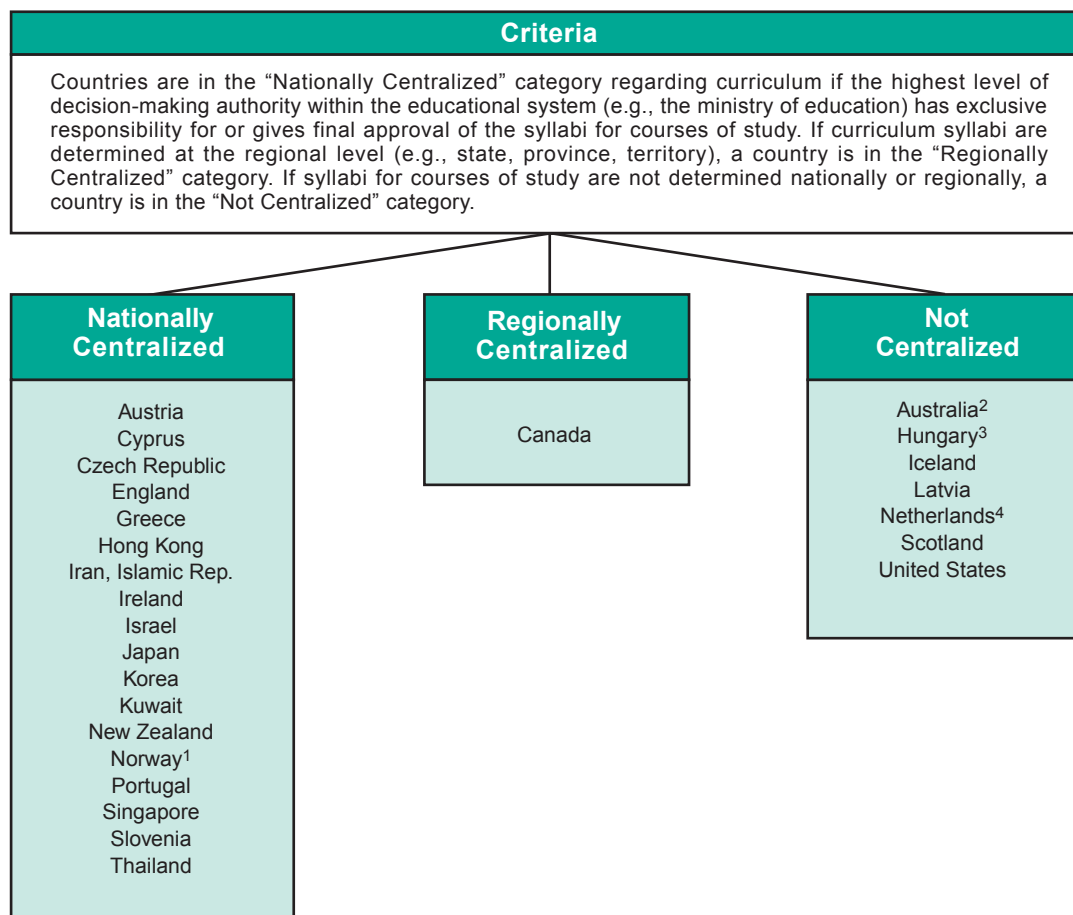 Criteria
Countries are in the “Nationally Centralized” category regarding curriculum if the highest level of
decision-making authority within the educational system (e.g., the ministry of education) has exclusive
responsibility for or gives final approval of the syllabi for courses of study. If curriculum syllabi are
determined at the regional level (e.g., state, province, territory), a country is in the “Regionally
Centralized” category. If syllabi for courses of study are not determined nationally or regionally, a
country is in the “Not Centralized” category.
Nationally
Centralized
Austria
Cyprus
Czech Republic
England
Greece
Hong Kong
Iran, Islamic Rep.
Ireland
Israel
Japan
Korea
Kuwait
New Zealand
Norway¹
Portugal
Singapore
Slovenia
Thailand
Regionally
Centralized
Canada
Not
Centralized
Australia²
Hungary³
Iceland
Latvia
Netherlands⁴
Scotland
United States